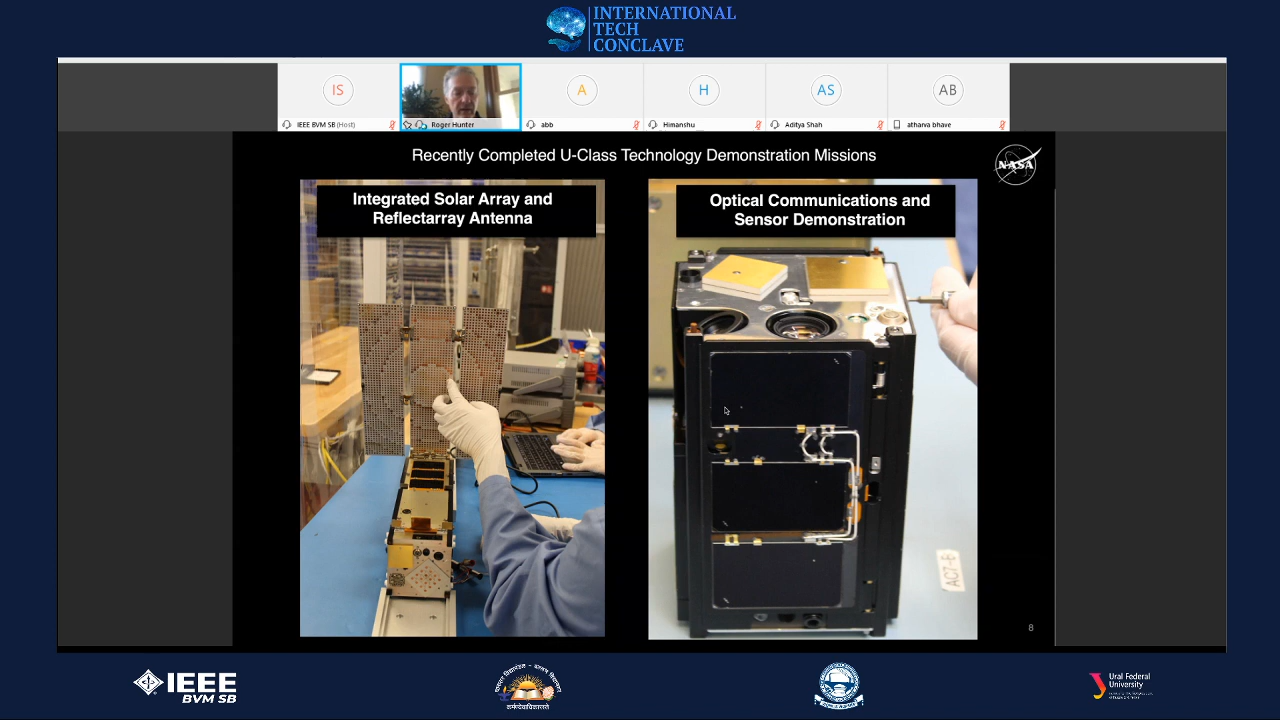 INTERNATIONAL
TECH
CONCLAVE
IS
A
H
AS
AB
IEEE BVM SB (Host)
Roger Hunter
abb
Himanshu
Aditya Shah
atharva bhave
Recently Completed U-Class Technology Demonstration Missions
NASA
Integrated Solar Array and
Reflectarray Antenna
Optical Communications and
Sensor Demonstration
AC7-B
8
IEEE
BVM SB
Ural Federal
University